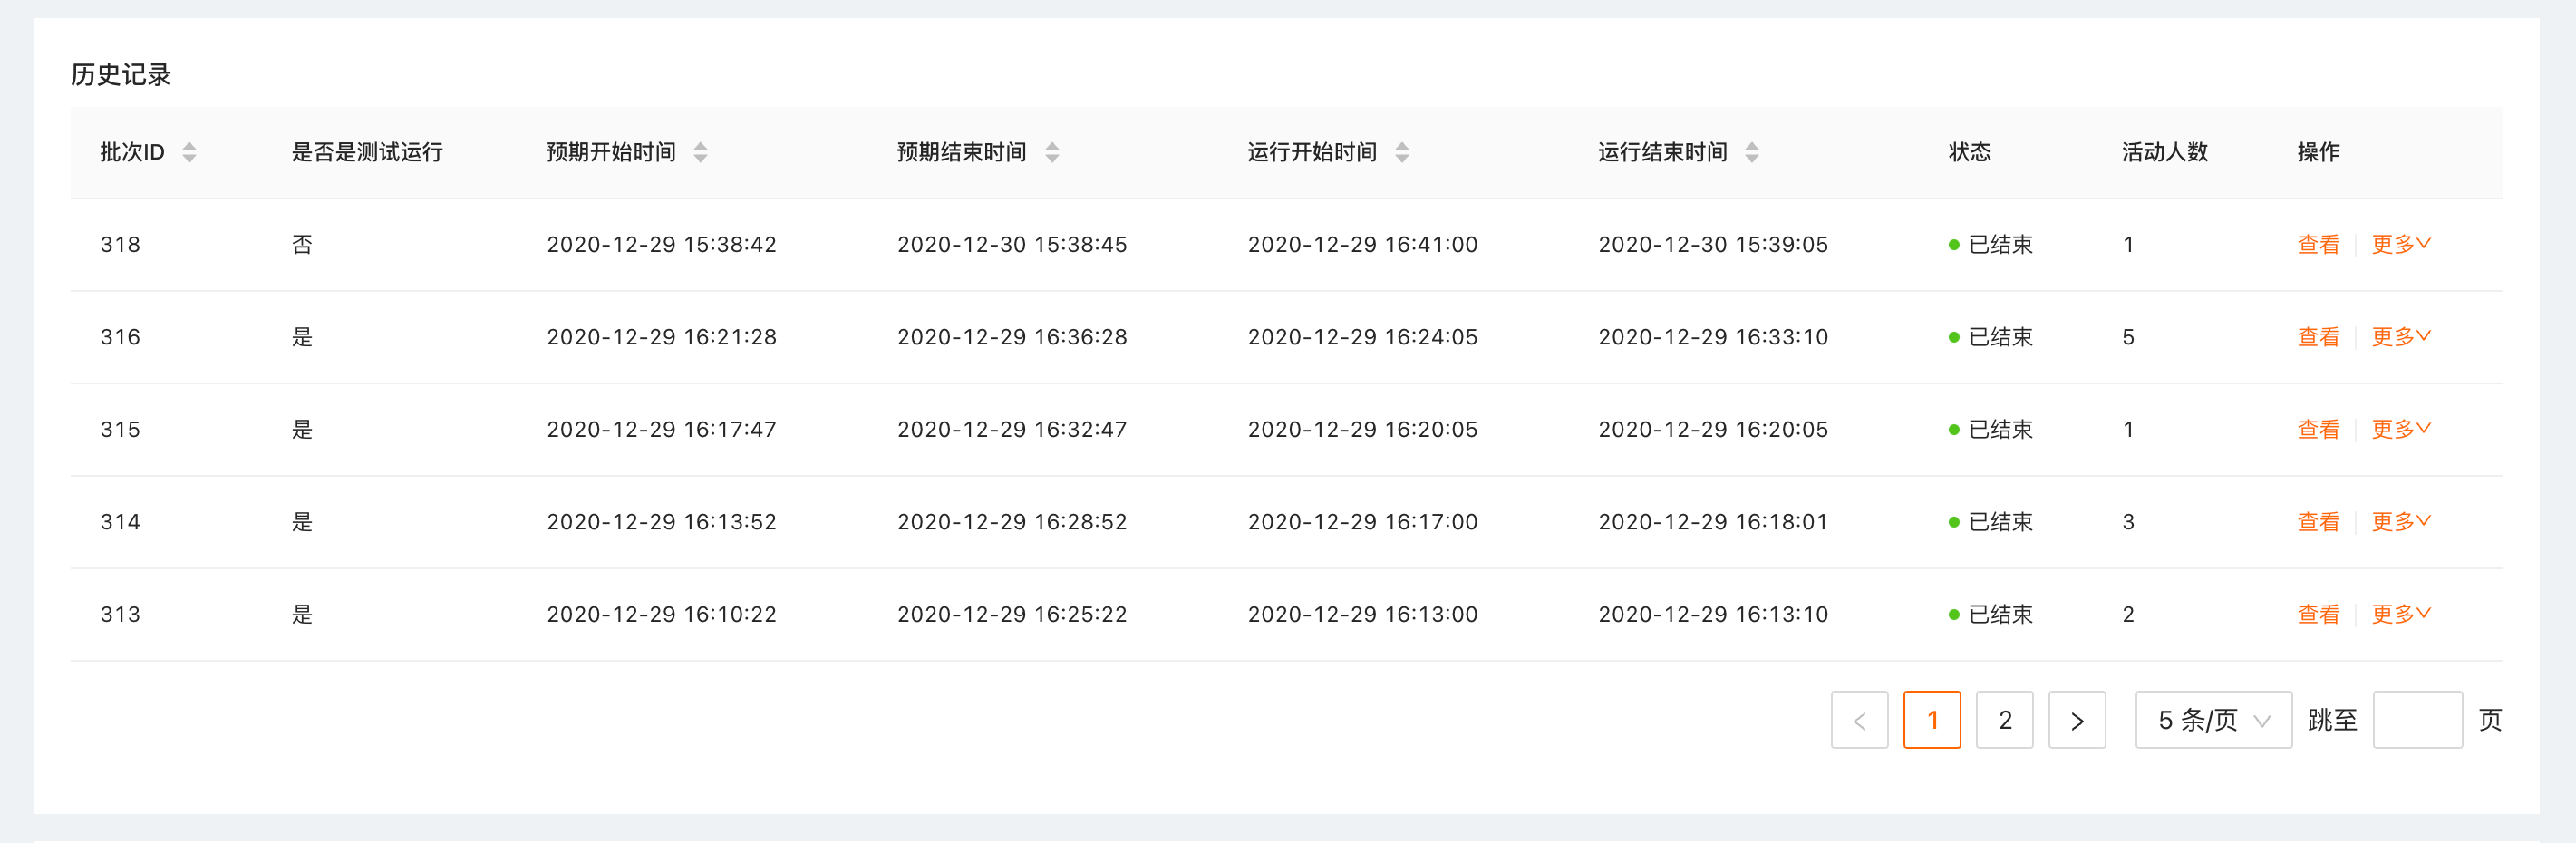 历史记录
批次ID 是否是测试运行 预期开始时间 预期结束时间 运行开始时间 运行结束时间 状态 活动人数 操作
318 否 2020-12-29 15:38:42 2020-12-30 15:38:45 2020-12-29 16:41:00 2020-12-30 15:39:05 已结束 1 查看 更多
316 是 2020-12-29 16:21:28 2020-12-29 16:36:28 2020-12-29 16:24:05 2020-12-29 16:33:10 已结束 5 查看 更多
315 是 2020-12-29 16:17:47 2020-12-29 16:32:47 2020-12-29 16:20:05 2020-12-29 16:20:05 已结束 1 查看 更多
314 是 2020-12-29 16:13:52 2020-12-29 16:28:52 2020-12-29 16:17:00 2020-12-29 16:18:01 已结束 3 查看 更多
313 是 2020-12-29 16:10:22 2020-12-29 16:25:22 2020-12-29 16:13:00 2020-12-29 16:13:10 已结束 2 查看 更多
< 1 2 > 5 条/页 跳至 页